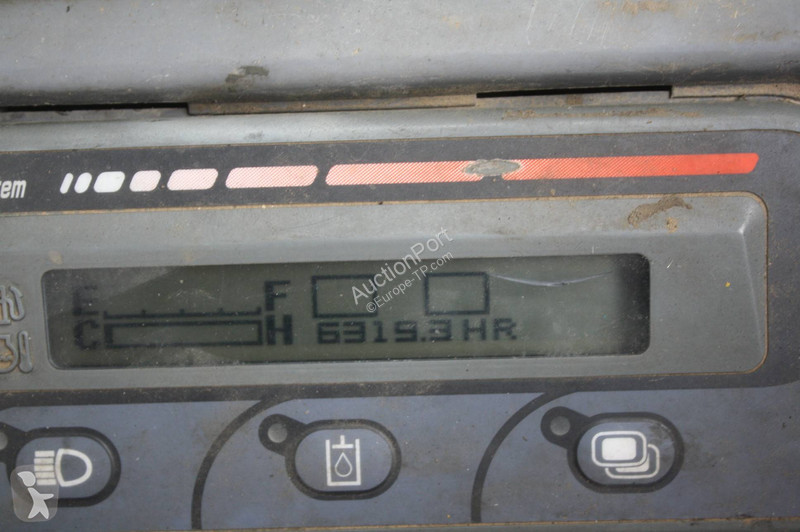 tem
E F
C H 6319.3 HR
AuctionPort
©Europe-TP.com